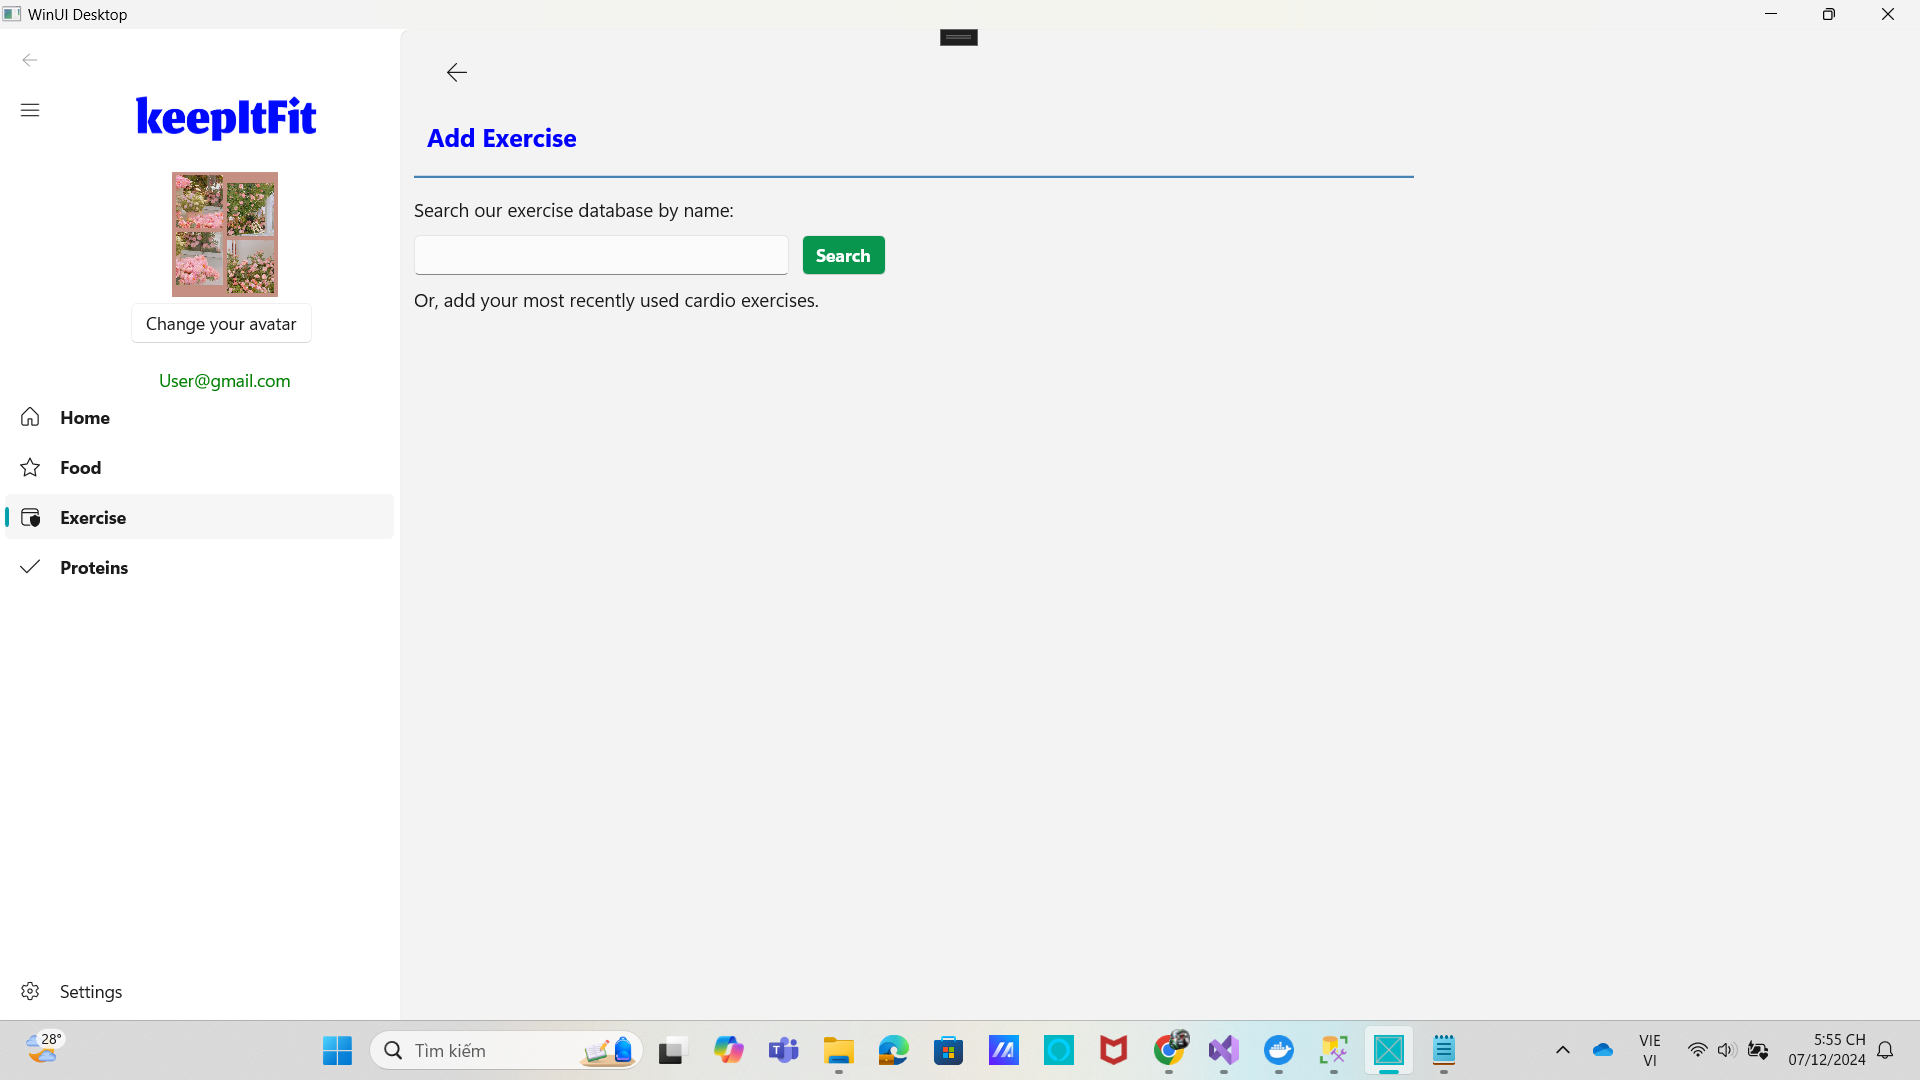 WinUI Desktop
keepItFit
Change your avatar
User@gmail.com
Home
Food
Exercise
Proteins
Settings
Add Exercise
Search our exercise database by name:
Search
Or, add your most recently used cardio exercises.
28°
Tìm kiếm
VIE
VI
5:55 CH
07/12/2024